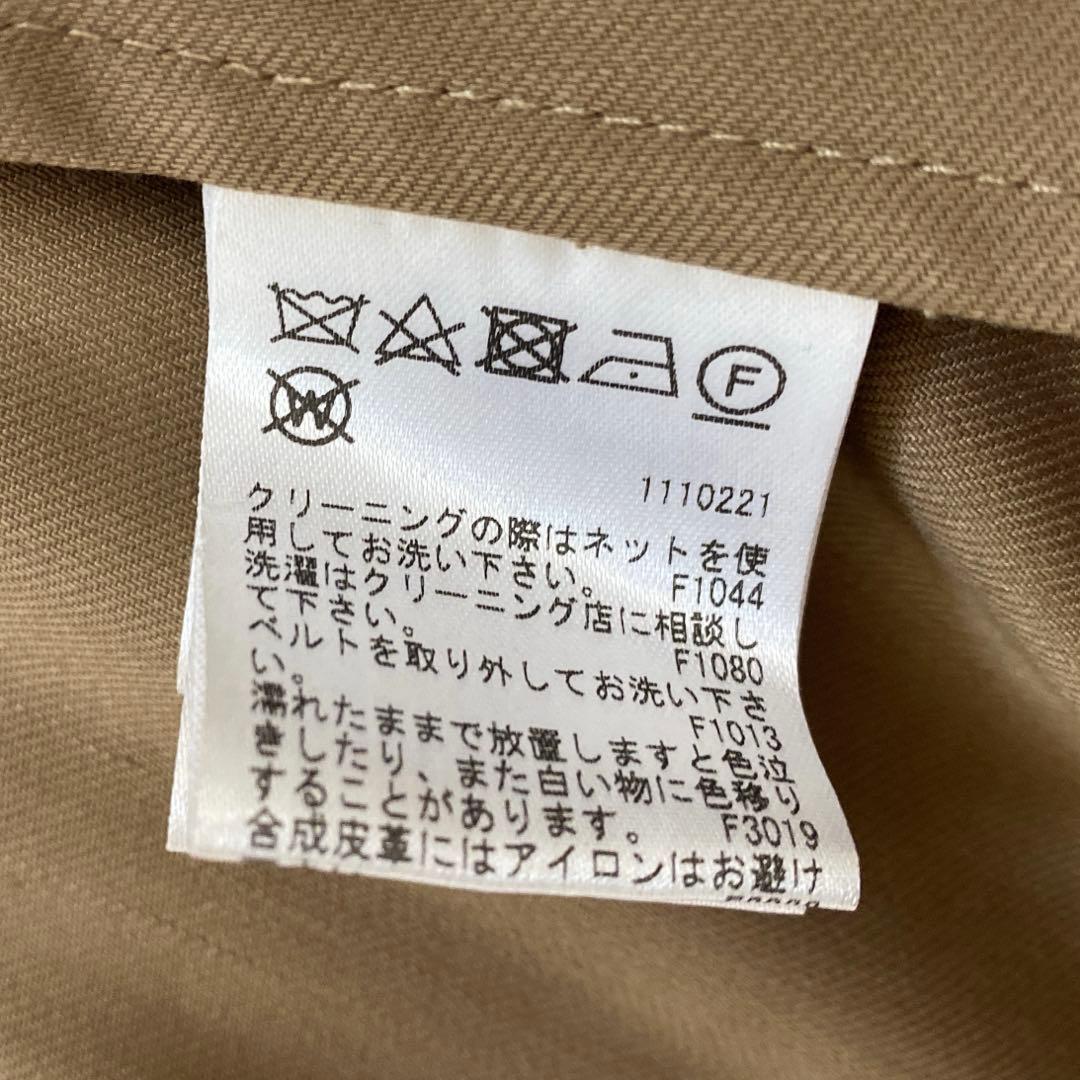 F
W
1110221
クリーニングの際はネットを使
用してお洗い下さい。 F1044
洗濯はクリーニング店に相談し
て下さい。 F1080
ベルトを取り外してお洗い下さ
い。 F1013
濡れたままで放置しますと色泣
きしたり、また白い物に色移り
することがあります。 F3019
合成皮革にはアイロンはお避け